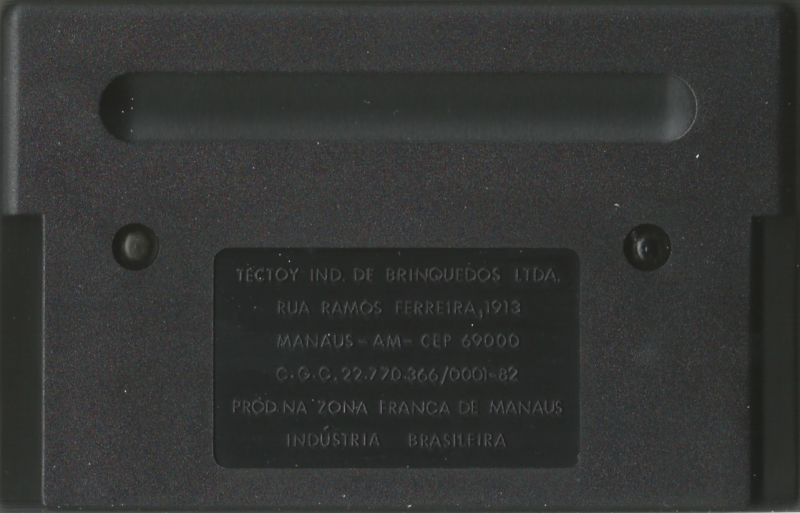 TECTOY IND. DE BRINQUEDOS LTDA.
RUA RAMOS FERREIRA, 1913
MANAUS - AM - CEP 69000
C.G.C. 22.770.366/0001-82
PROD. NA ZONA FRANCA DE MANAUS
INDÚSTRIA BRASILEIRA